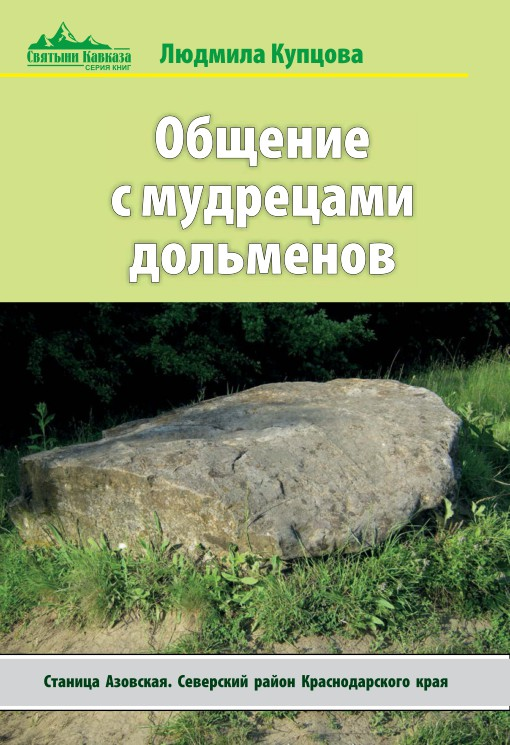 Святыни Кавказа
СЕРИЯ КНИГ
Людмила Купцова
Общение
с мудрецами
дольменов
Станица Азовская. Северский район Краснодарского края